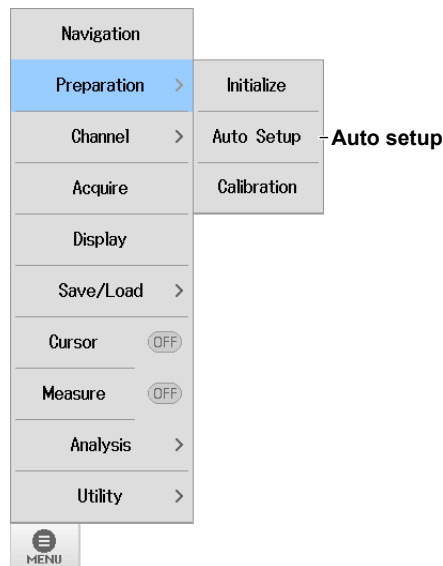 Navigation
Preparation
Initialize
Channel
Auto Setup
Auto setup
Acquire
Calibration
Display
Save/Load
Cursor OFF
Measure OFF
Analysis
Utility
MENU